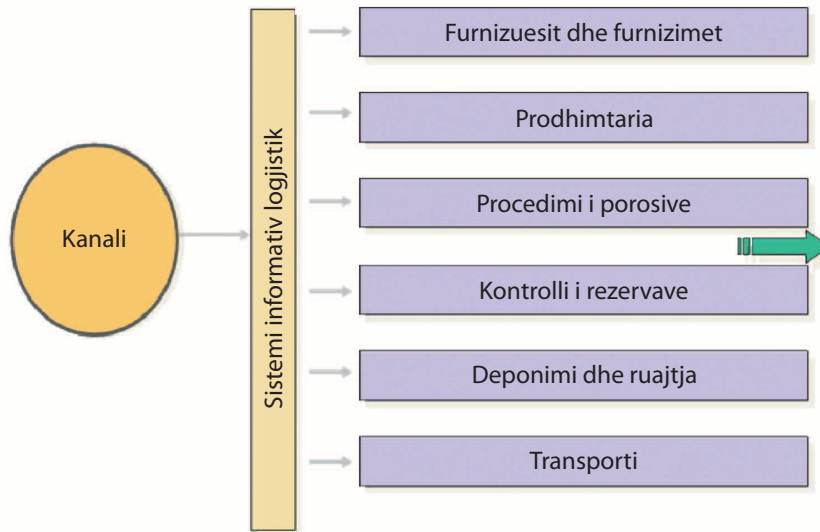 Kanali
Sistemi informativ logjistik
Furnizuesit dhe furnizimet
Prodhimtaria
Procedimi i porosive
Kontrolli i rezervave
Deponimi dhe ruajtja
Transporti